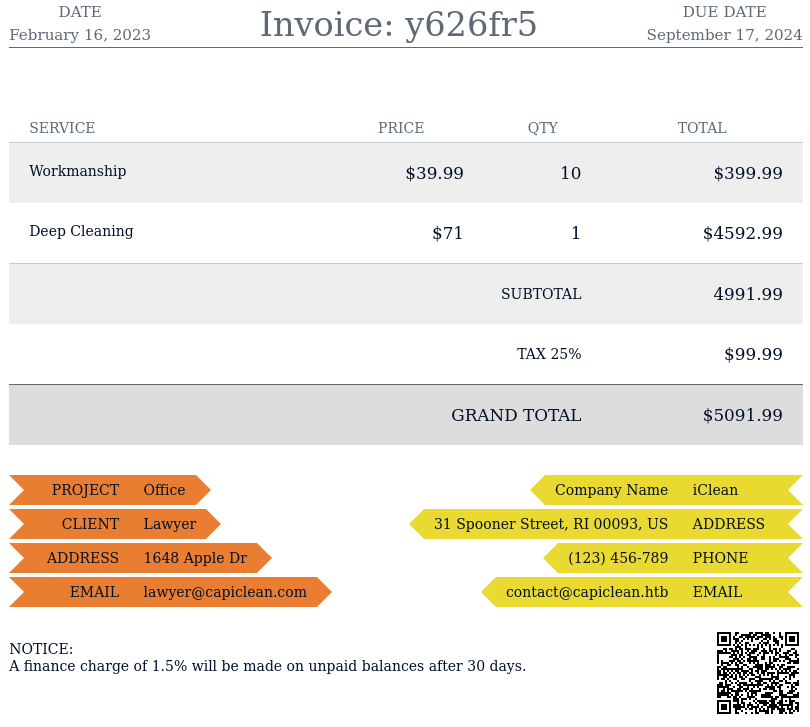 DATE
February 16, 2023
Invoice: y626fr5
DUE DATE
September 17, 2024
SERVICE PRICE QTY TOTAL
Workmanship $39.99 10 $399.99
Deep Cleaning $71 1 $4592.99
SUBTOTAL 4991.99
TAX 25% $99.99
GRAND TOTAL $5091.99
PROJECT Office
CLIENT Lawyer
ADDRESS 1648 Apple Dr
EMAIL lawyer@capiclean.com
Company Name iClean
31 Spooner Street, RI 00093, US ADDRESS
(123) 456-789 PHONE
contact@capiclean.htb EMAIL
NOTICE:
A finance charge of 1.5% will be made on unpaid balances after 30 days.